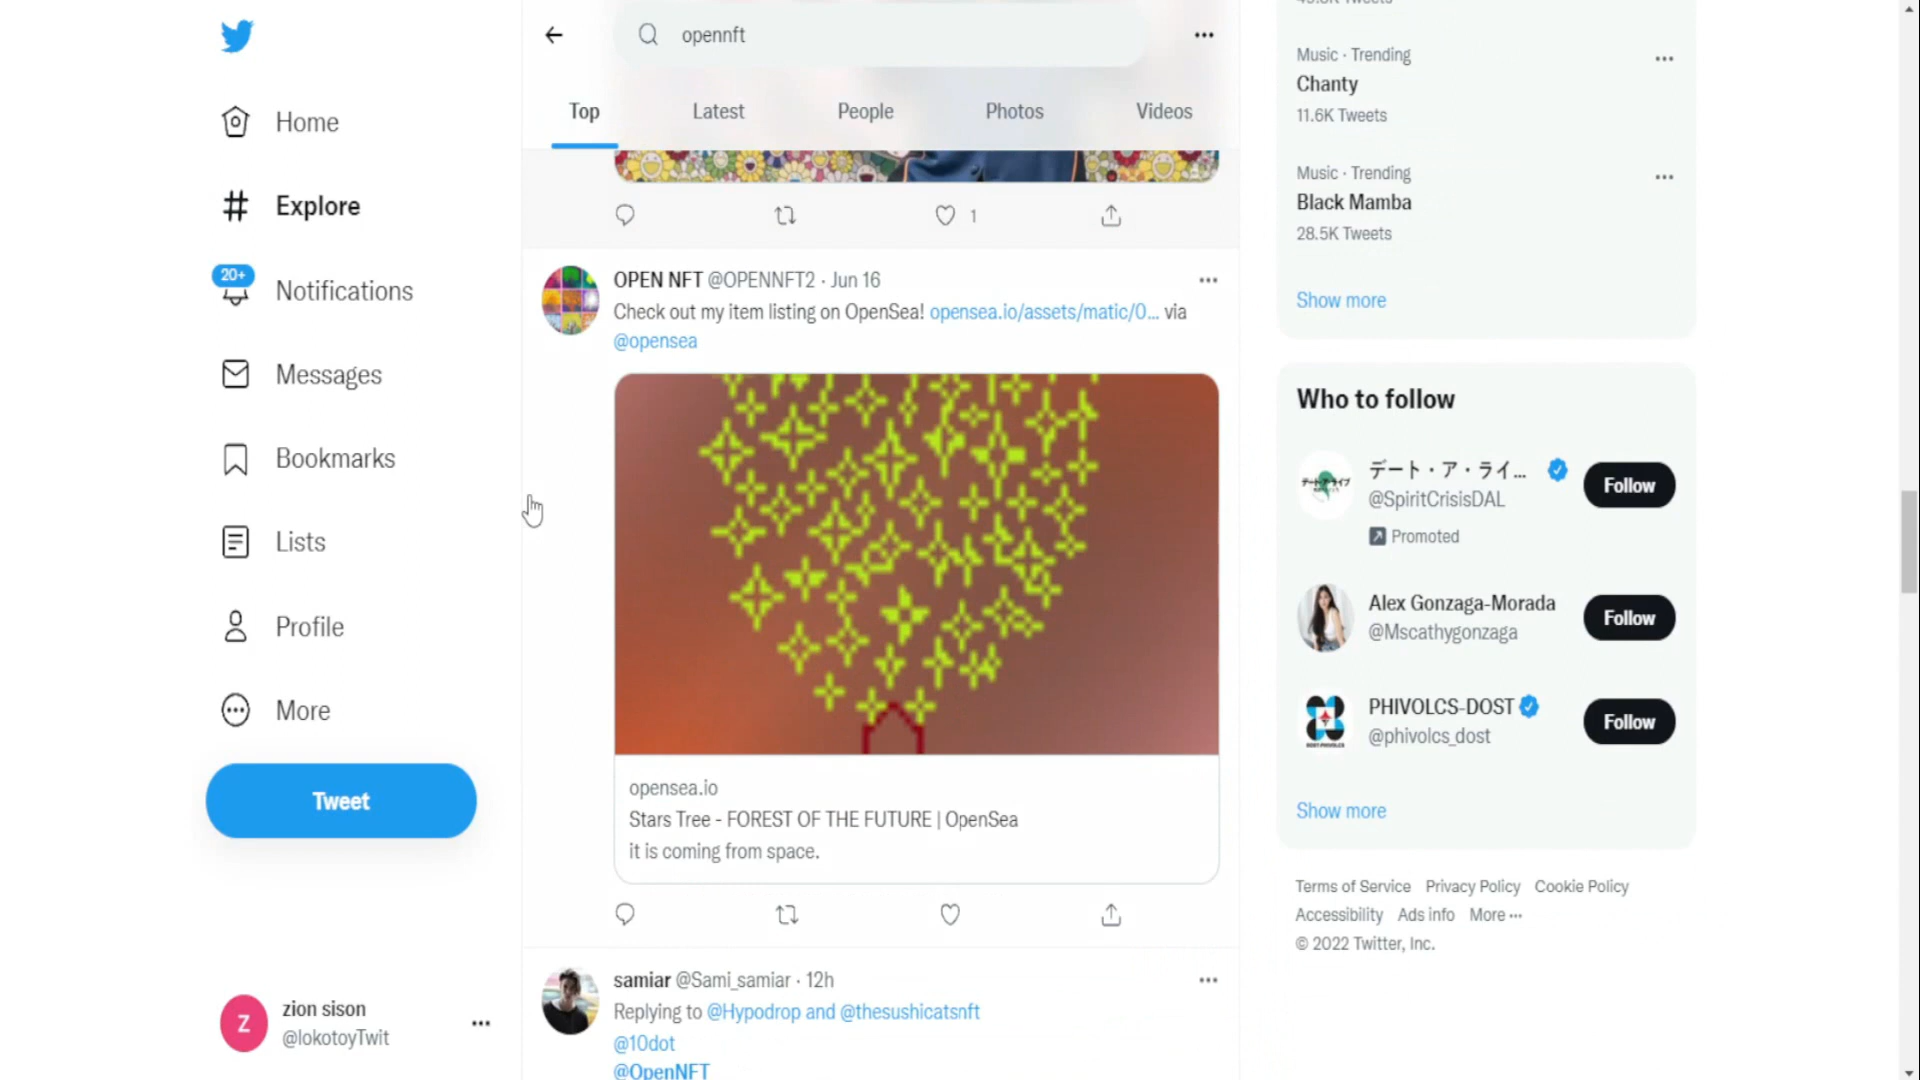 Home
Explore
20+
Notifications
Messages
Bookmarks
Lists
Profile
More
Tweet
Z
zion sison
@lokotoyTwit
opennft
Top
Latest
People
Photos
Videos
1
OPEN NFT @OPENNFT2 · Jun 16
Check out my item listing on OpenSea! opensea.io/assets/matic/0... via
@opensea
opensea.io
Stars Tree - FOREST OF THE FUTURE | OpenSea
it is coming from space.
samiar @Sami_samiar · 12h
Replying to @Hypodrop and @thesushicatsnft
@10dot
@OpenNFT
Music · Trending
Chanty
11.6K Tweets
Music · Trending
Black Mamba
28.5K Tweets
Show more
Who to follow
デート・ア・ライ...
@SpiritCrisisDAL
Promoted
Follow
Alex Gonzaga-Morada
@Mscathygonzaga
Follow
PHIVOLCS-DOST
@phivolcs_dost
Follow
Show more
Terms of Service Privacy Policy Cookie Policy
Accessibility Ads info More ···
© 2022 Twitter, Inc.